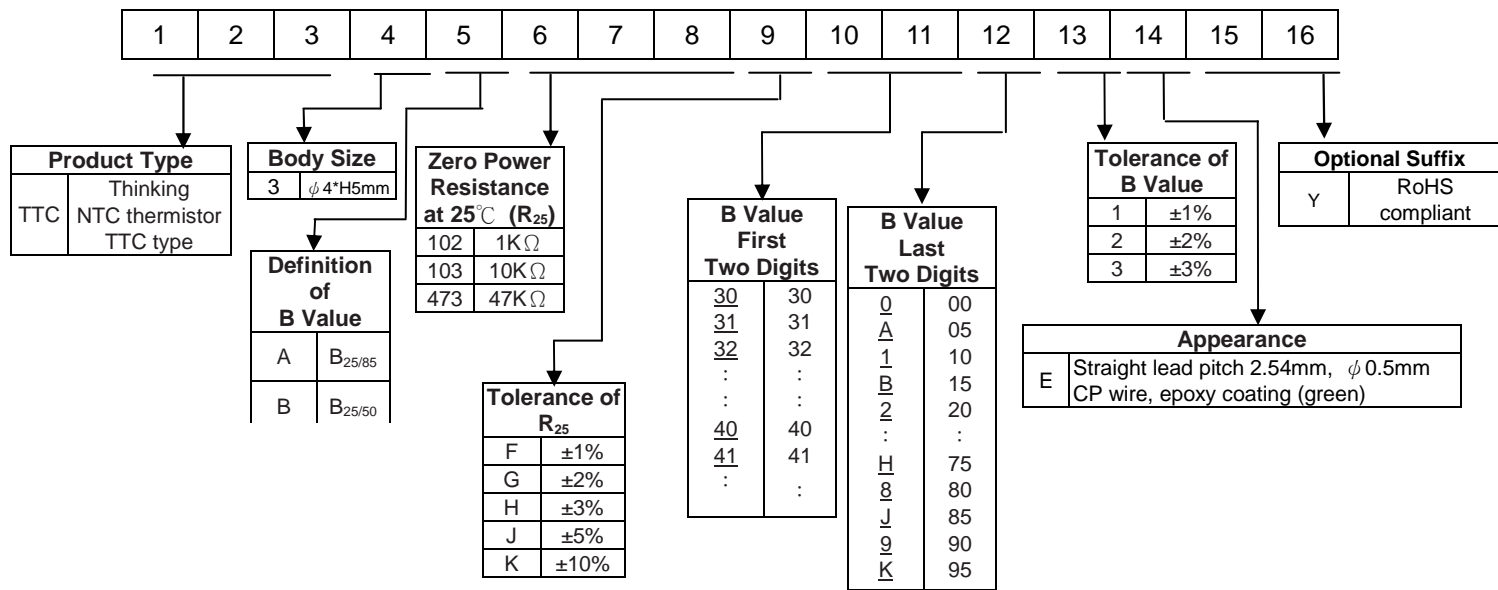 1 2 3 4 5 6 7 8 9 10 11 12 13 14 15 16
Product Type
TTC Thinking
NTC thermistor
TTC type
Body Size
3 ψ4*H5mm
Definition
of
B Value
A B25/85
B B25/50
Zero Power
Resistance
at 25℃ (R25)
102 1KΩ
103 10KΩ
473 47KΩ
Tolerance of
R25
F ±1%
G ±2%
H ±3%
J ±5%
K ±10%
B Value
First
Two Digits
30 30
31 31
32 32
: :
: :
40 40
41 41
: :
B Value
Last
Two Digits
0 00
A 05
1 10
B 15
2 20
: :
H 75
8 80
J 85
9 90
K 95
Tolerance of
B Value
1 ±1%
2 ±2%
3 ±3%
Appearance
E Straight lead pitch 2.54mm, ψ0.5mm
CP wire, epoxy coating (green)
Optional Suffix
Y RoHS
compliant